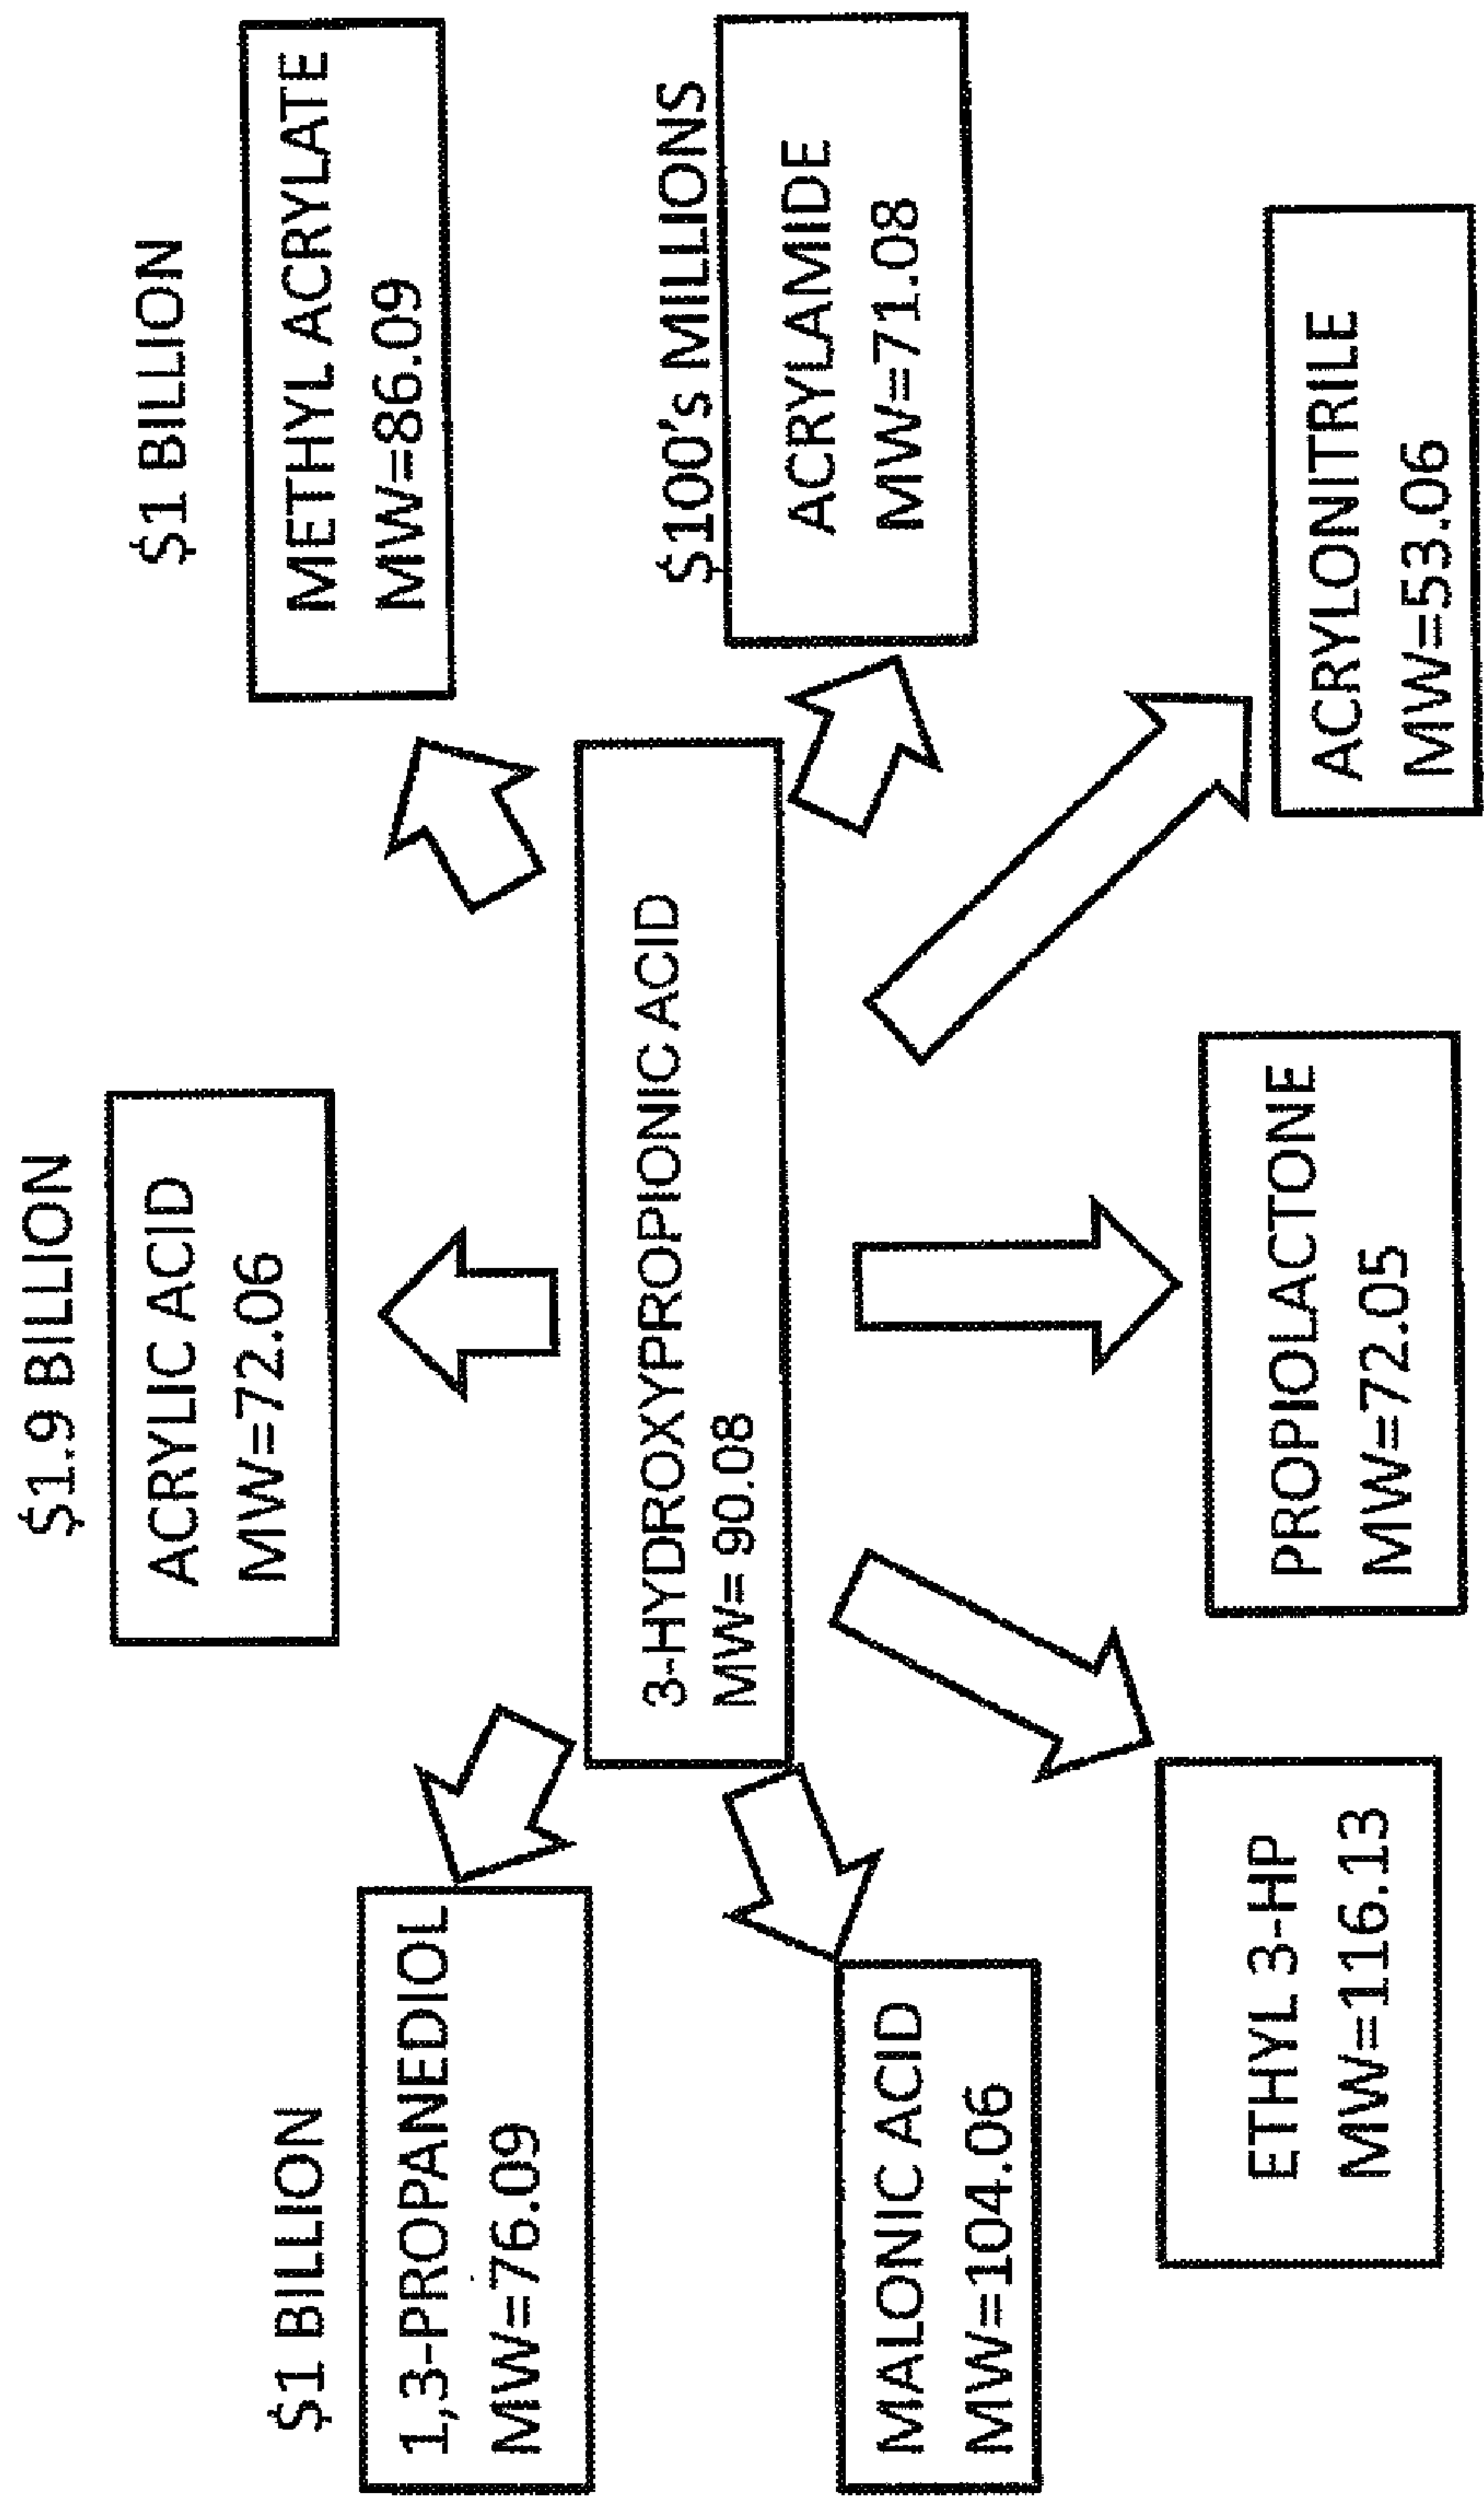 $1.9 BILLION
ACRYLIC ACID
MW=72.06
$1 BILLION
METHYL ACRYLATE
MW=86.09
$1 BILLION
1,3-PROPANEDIOL
MW=76.09
3-HYDROXYPROPIONIC ACID
MW= 90.08
$100's MILLIONS
ACRYLAMIDE
MW=71.08
MALONIC ACID
MW=104.06
ETHYL 3-HP
MW=116.13
PROPIOLACTONE
MW=72.05
ACRYLONITRILE
MW=53.06